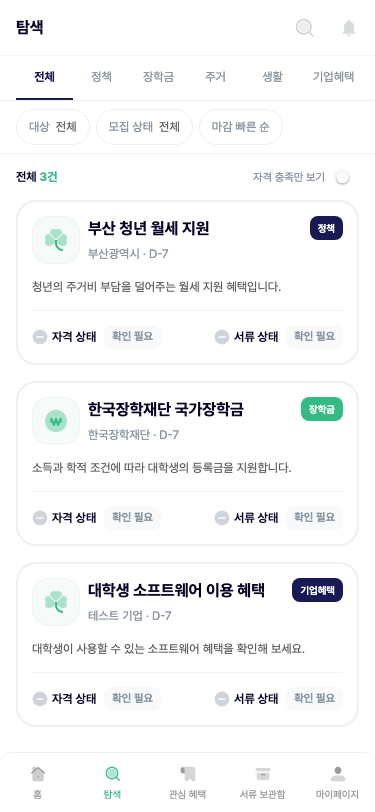 탐색
전체 정책 장학금 주거 생활 기업혜택
대상 전체 모집 상태 전체 마감 빠른 순
전체 3건 자격 충족만 보기
부산 청년 월세 지원 정책
부산광역시 · D-7
청년의 주거비 부담을 덜어주는 월세 지원 혜택입니다.
자격 상태 확인 필요 서류 상태 확인 필요
한국장학재단 국가장학금 장학금
한국장학재단 · D-7
소득과 학적 조건에 따라 대학생의 등록금을 지원합니다.
자격 상태 확인 필요 서류 상태 확인 필요
대학생 소프트웨어 이용 혜택 기업혜택
테스트 기업 · D-7
대학생이 사용할 수 있는 소프트웨어 혜택을 확인해 보세요.
자격 상태 확인 필요 서류 상태 확인 필요
홈 탐색 관심 혜택 서류 보관함 마이페이지